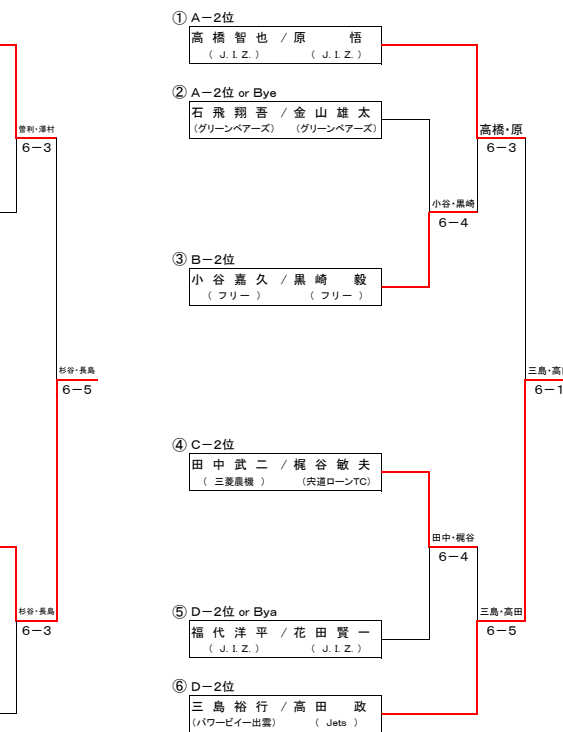 ① A－2位
高橋智也 / 原　悟
（ J.I.Z.）　（ J.I.Z.）
② A－2位 or Bye
石飛翔吾 / 金山雄太
（グリーンベアーズ）　（グリーンベアーズ）
曽利・澤村
6－3
高橋・原
6－3
小谷・黒崎
6－4
③ B－2位
小谷嘉久 / 黒崎　毅
（ フリー ）　（ フリー ）
杉谷・長島
6－5
三島・高
6－1
④ C－2位
田中武二 / 梶谷敏夫
（ 三菱農機 ）　（宍道ローンTC）
田中・梶谷
6－4
⑤ D－2位 or Bya
福代洋平 / 花田賢一
（ J.I.Z.）　（ J.I.Z.）
杉谷・長島
6－3
三島・高田
6－5
⑥ D－2位
三島裕行 / 高田　政
（パワービイー出雲）　（ Jets ）